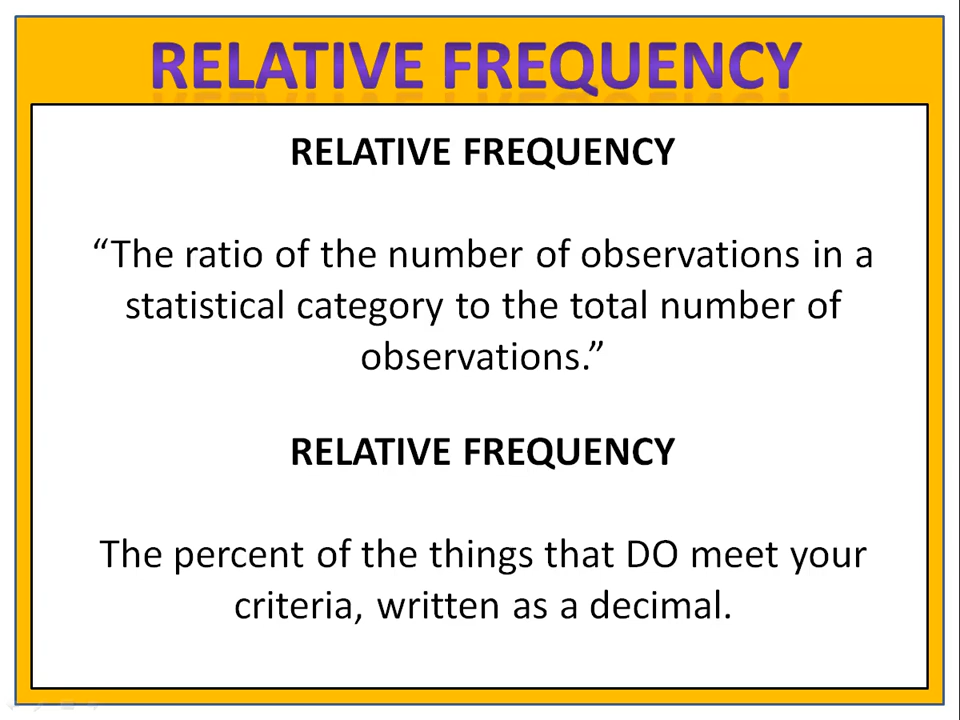 RELATIVE FREQUENCY
RELATIVE FREQUENCY
“The ratio of the number of observations in a
statistical category to the total number of
observations.”
RELATIVE FREQUENCY
The percent of the things that DO meet your
criteria, written as a decimal.